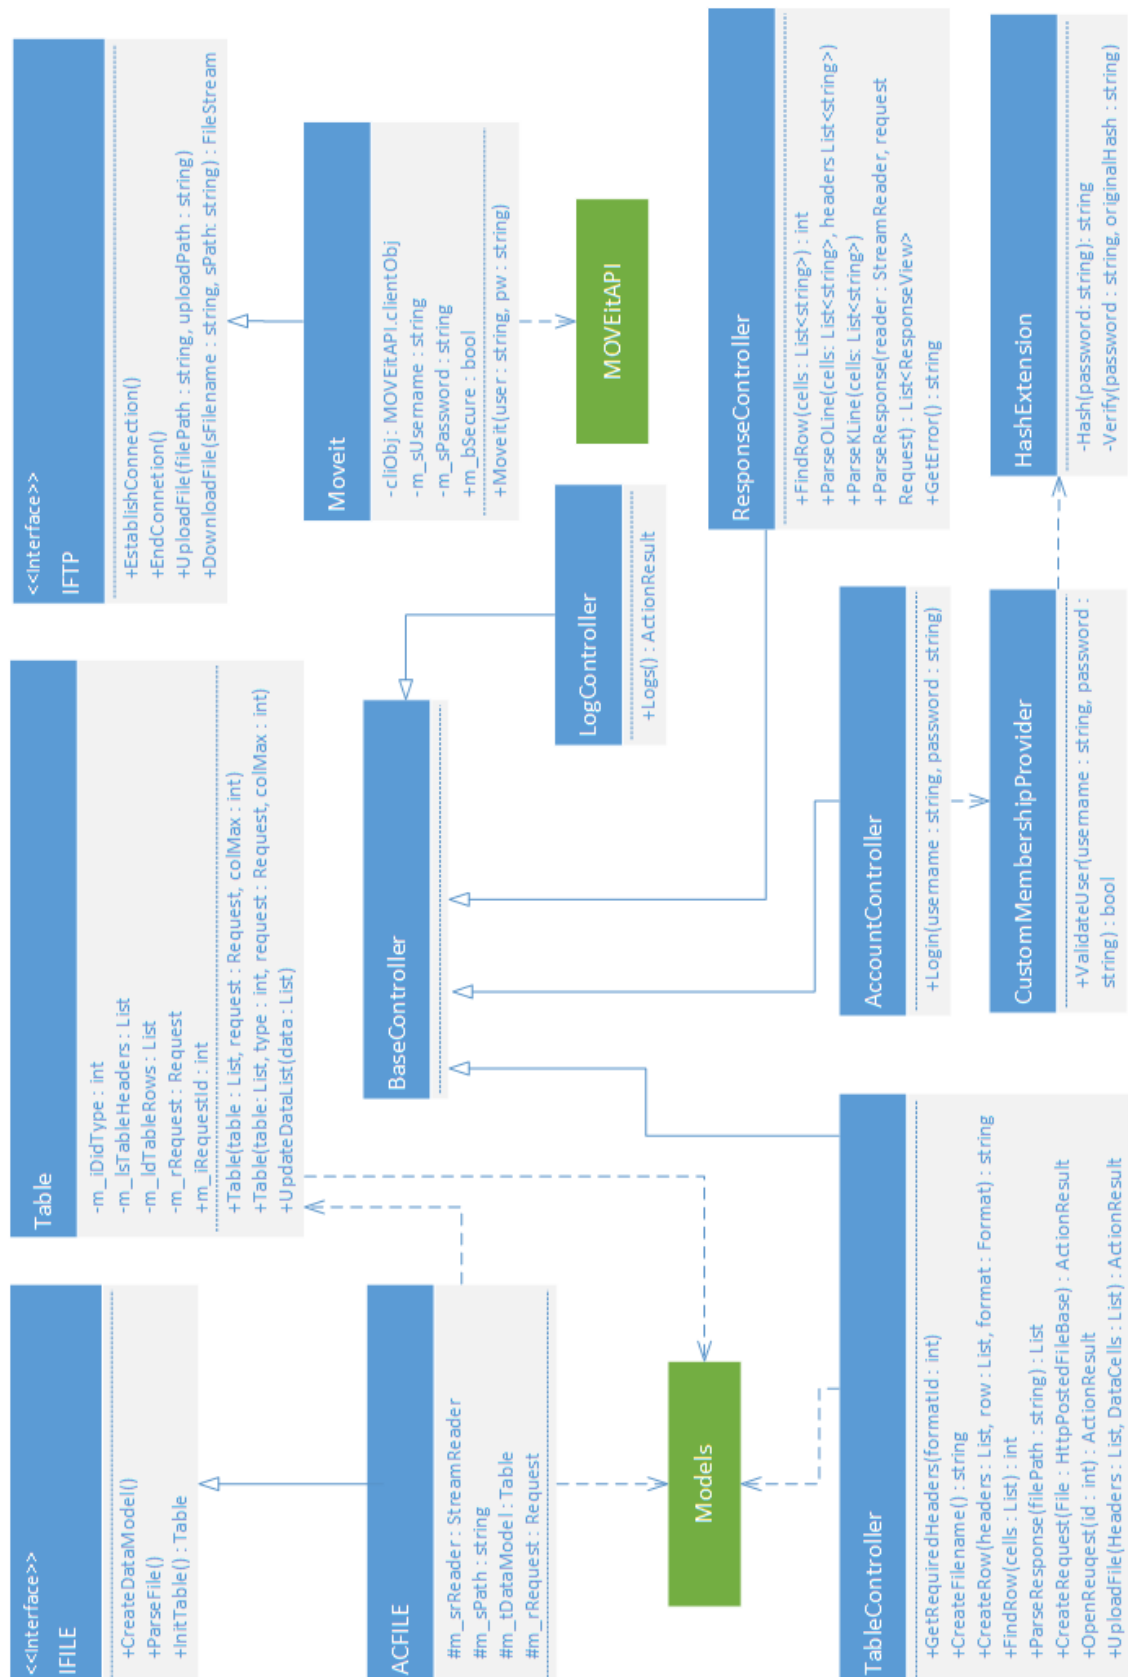 <<Interface>>
IFILE
+CreateDataModel()
+ParseFile()
+InitTable() : Table
Table
-m_iDidType : int
-m_lsTableHeaders : List
-m_ldTableRows : List
-m_rRequest : Request
+m_iRequestId : int
+Table(table : List, request : Request, colMax : int)
+Table(table: List, type : int, request : Request, colMax : int)
+UpdateDataList(data : List)
<<Interface>>
IFTP
+EstablishConnection()
+EndConnetion()
+UploadFile(filePath : string, uploadPath : string)
+DownloadFile(sFilename : string, sPath: string) : FileStream
ACFILE
#m_srReader : StreamReader
#m_sPath : string
#m_tDataModel : Table
#m_rRequest : Request
BaseController
Moveit
-cliObj : MOVEitAPI.clientObj
-m_sUsername : string
-m_sPassword : string
+m_bSecure : bool
+Moveit(user : string, pw : string)
LogController
+Logs() : ActionResult
MOVEitAPI
Models
ResponseController
+FindRow(cells : List<string>) : int
+ParseOLine(cells: List<string>, headers List<string>)
+ParseKLine(cells: List<string>)
+ParseResponse(reader : StreamReader, request
Request) : List<ResponseView>
+GetError() : string
TableController
+GetRequiredHeaders(formatId : int)
+CreateFilename() : string
+CreateRow(headers : List, row : List, format : Format) : string
+FindRow(cells : List) : int
+ParseResponse(filePath : string) : List
+CreateRequest(File : HttpPostedFileBase) : ActionResult
+OpenReuqest(id : int) : ActionResult
+UploadFile(Headers : List, DataCells : List) : ActionResult
AccountController
+Login(username : string, password : string)
CustomMembershipProvider
+ValidateUser(username : string, password :
string) : bool
HashExtension
-Hash(password: string): string
-Verify(password : string, originalHash : string)